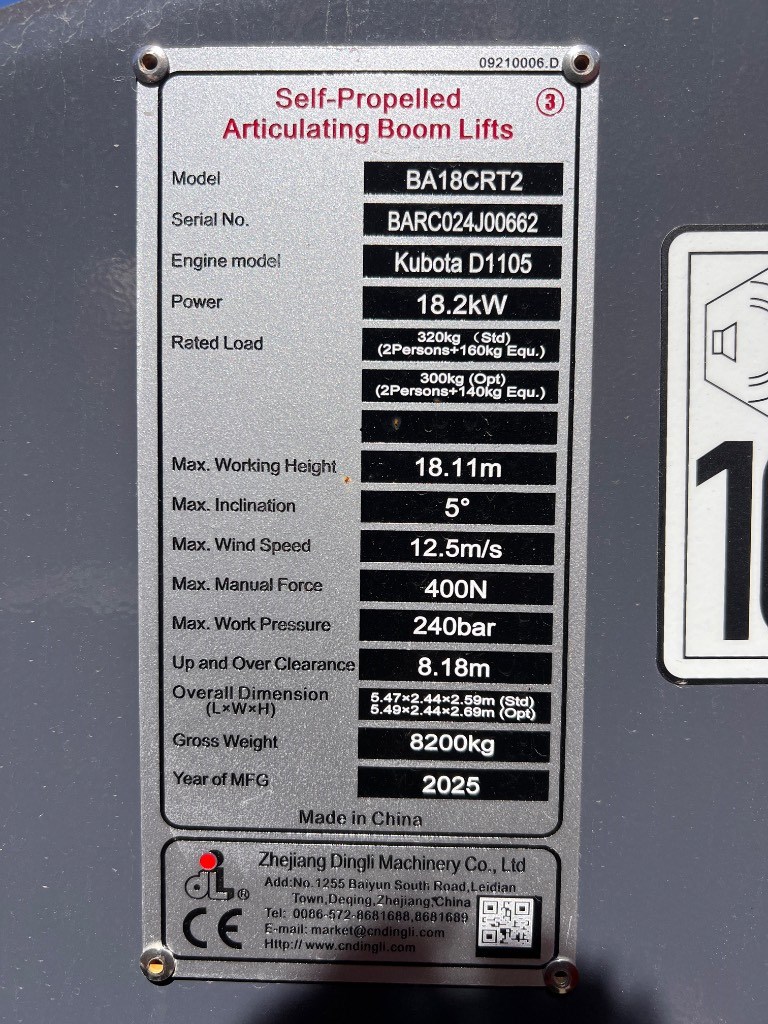 09210006.D
Self-Propelled ③
Articulating Boom Lifts
Model BA18CRT2
Serial No. BARC024J00662
Engine model Kubota D1105
Power 18.2kW
Rated Load 320kg (Std)
(2Persons+160kg Equ.)
300kg (Opt)
(2Persons+140kg Equ.)
Max. Working Height 18.11m
Max. Inclination 5°
Max. Wind Speed 12.5m/s
Max. Manual Force 400N
Max. Work Pressure 240bar
Up and Over Clearance 8.18m
Overall Dimension 5.47×2.44×2.59m (Std)
(L×W×H) 5.49×2.44×2.69m (Opt)
Gross Weight 8200kg
Year of MFG 2025
Made in China
Zhejiang Dingli Machinery Co., Ltd
Add:No.1255 Baiyun South Road,Leidian
Town,Deqing,Zhejiang,China
Tel: 0086-572-8681688,8681689
E-mail: market@cndingli.com
Http:// www.cndingli.com
dL®
CE